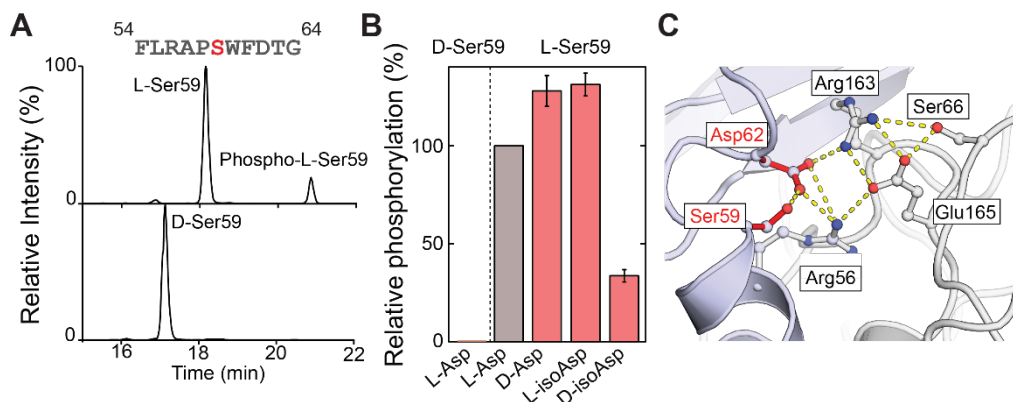 A
54 FLRAPSWFDTG 64
100
L-Ser59
Phospho-L-Ser59
0
D-Ser59
0
Relative Intensity (%)
16 18 20 22
Time (min)
B
D-Ser59 L-Ser59
Relative phosphorylation (%)
100
50
0
L-Asp
L-Asp
D-Asp
L-isoAsp
D-isoAsp
C
Arg163
Ser66
Asp62
Ser59
Glu165
Arg56